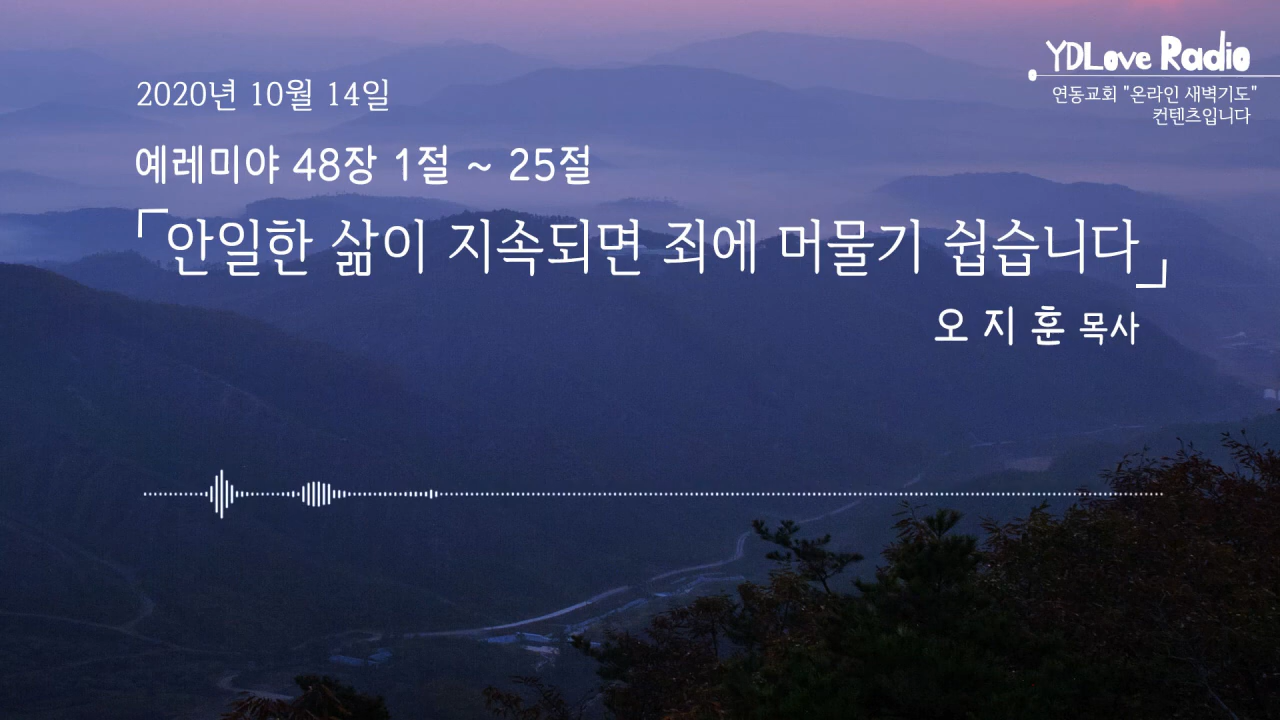 YDLove Radio
연동교회 "온라인 새벽기도"
컨텐츠입니다
2020년 10월 14일
예레미야 48장 1절 ~ 25절
「안일한 삶이 지속되면 죄에 머물기 쉽습니다」
오 지 훈 목사